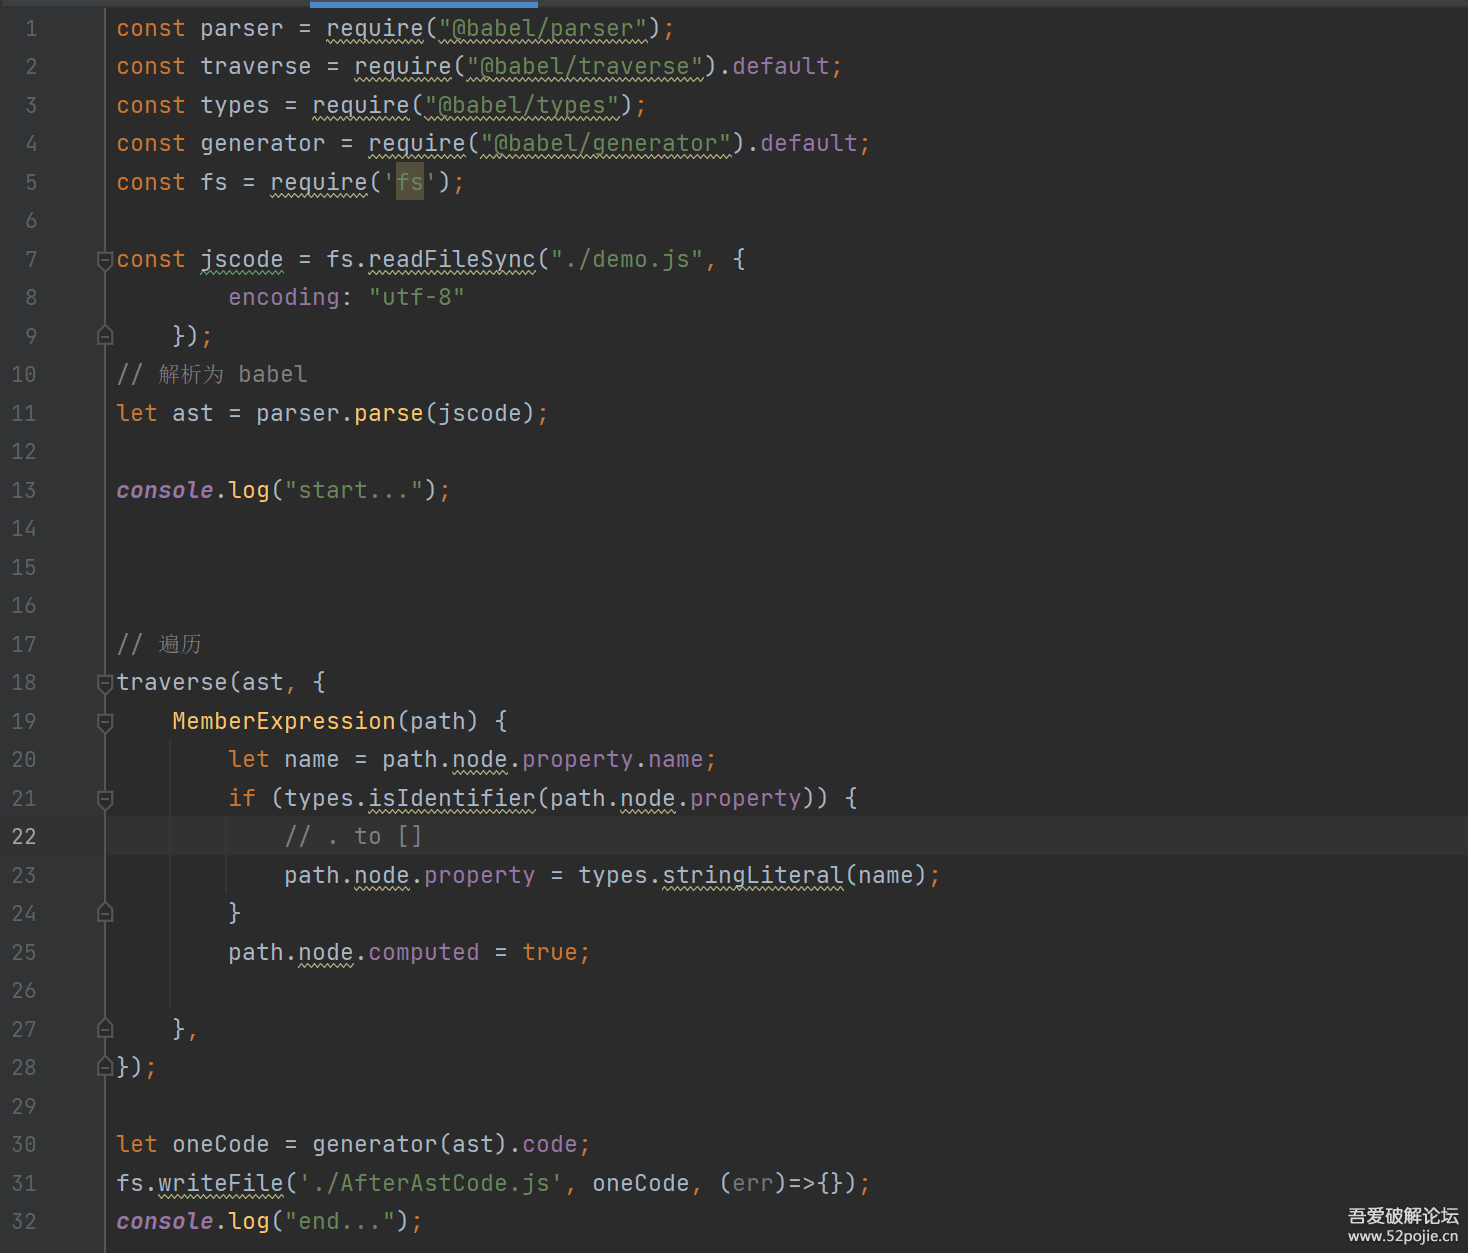 1 const parser = require("@babel/parser");
2 const traverse = require("@babel/traverse").default;
3 const types = require("@babel/types");
4 const generator = require("@babel/generator").default;
5 const fs = require('fs');
6
7 const jscode = fs.readFileSync("./demo.js", {
8         encoding: "utf-8"
9     });
10 // 解析为 babel
11 let ast = parser.parse(jscode);
12
13 console.log("start...");
14
15
16
17 // 遍历
18 traverse(ast, {
19     MemberExpression(path) {
20         let name = path.node.property.name;
21         if (types.isIdentifier(path.node.property)) {
22             // . to []
23             path.node.property = types.stringLiteral(name);
24         }
25         path.node.computed = true;
26
27     },
28 });
29
30 let oneCode = generator(ast).code;
31 fs.writeFile('./AfterAstCode.js', oneCode, (err)=>{});
32 console.log("end...");
吾爱破解论坛
www.52pojie.cn